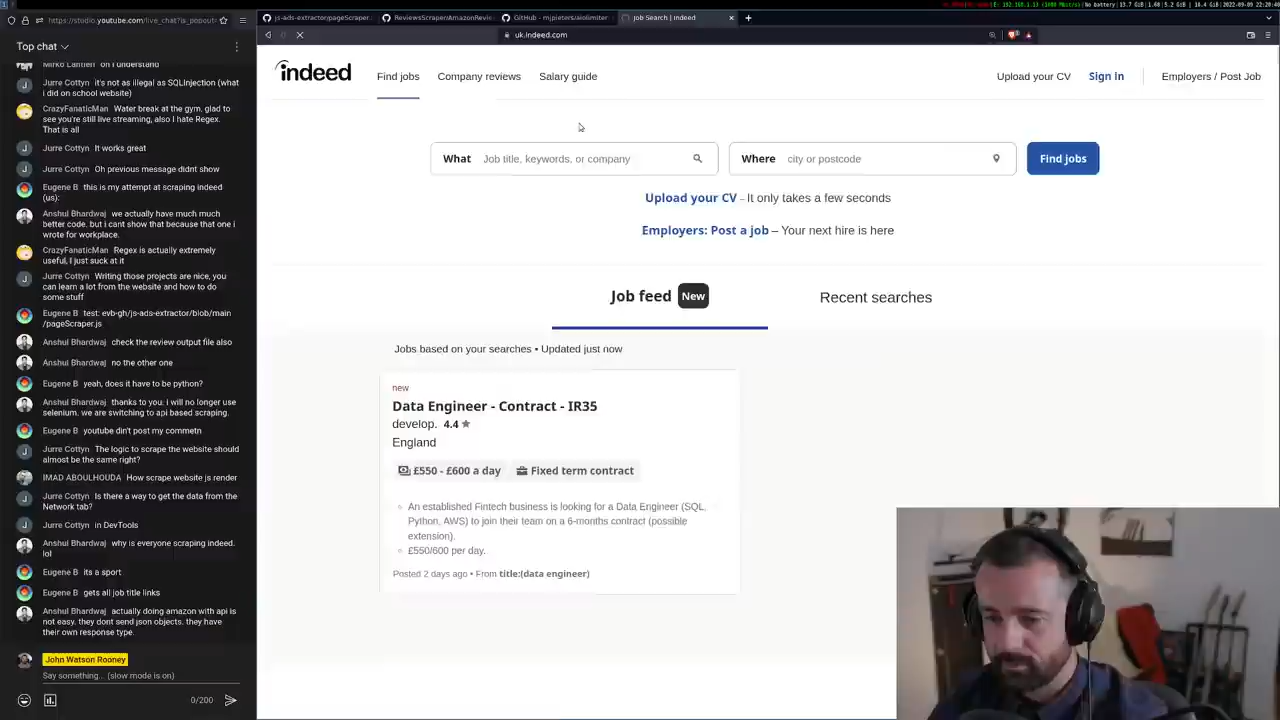 https://studio.youtube.com/live_chat?is_popout=
js-ads-extractor/pageScraper.
ReviewsScraper/AmazonRevie
GitHub - mjpieters/aiolimiter
Job Search | Indeed
uk.indeed.com
Top chat
Jurre Cottyn it's not as illegal as SQLInjection (what
i did on school website)
CrazyFanaticMan Water break at the gym. glad to
see you're still live streaming, also I hate Regex.
That is all
Jurre Cottyn It works great
Jurre Cottyn Oh previous message didnt show
Eugene B this is my attempt at scraping indeed
(us):
Anshul Bhardwaj we actually have much much
better code. but i cant show that because that one i
wrote for workplace.
CrazyFanaticMan Regex is actually extremely
useful, I just suck at it
Jurre Cottyn Writing those projects are nice, you
can learn a lot from the website and how to do
some stuff
Eugene B test: evb-gh/js-ads-extractor/blob/main
/pageScraper.js
Anshul Bhardwaj check the review output file also
Anshul Bhardwaj no the other one
Eugene B yeah, does it have to be python?
Anshul Bhardwaj thanks to you. i will no longer use
selenium. we are switching to api based scraping.
Eugene B youtube din't post my commetn
Jurre Cottyn The logic to scrape the website should
almost be the same right?
IMAD ABOULHOUDA How scrape website js render
Jurre Cottyn Is there a way to get the data from the
Network tab?
Jurre Cottyn in DevTools
Anshul Bhardwaj why is everyone scraping indeed.
lol
Eugene B its a sport
Eugene B gets all job title links
Anshul Bhardwaj actually doing amazon with api is
not easy. they dont send json objects. they have
their own response type.
John Watson Rooney
Say something... (slow mode is on)
0/200
indeed
Find jobs
Company reviews
Salary guide
Upload your CV
Sign in
Employers / Post Job
What Job title, keywords, or company
Where city or postcode
Find jobs
Upload your CV - It only takes a few seconds
Employers: Post a job – Your next hire is here
Job feed New
Recent searches
Jobs based on your searches • Updated just now
new
Data Engineer - Contract - IR35
develop. 4.4
England
£550 - £600 a day
Fixed term contract
An established Fintech business is looking for a Data Engineer (SQL,
Python, AWS) to join their team on a 6-months contract (possible
extension).
£550/600 per day.
Posted 2 days ago • From title:(data engineer)